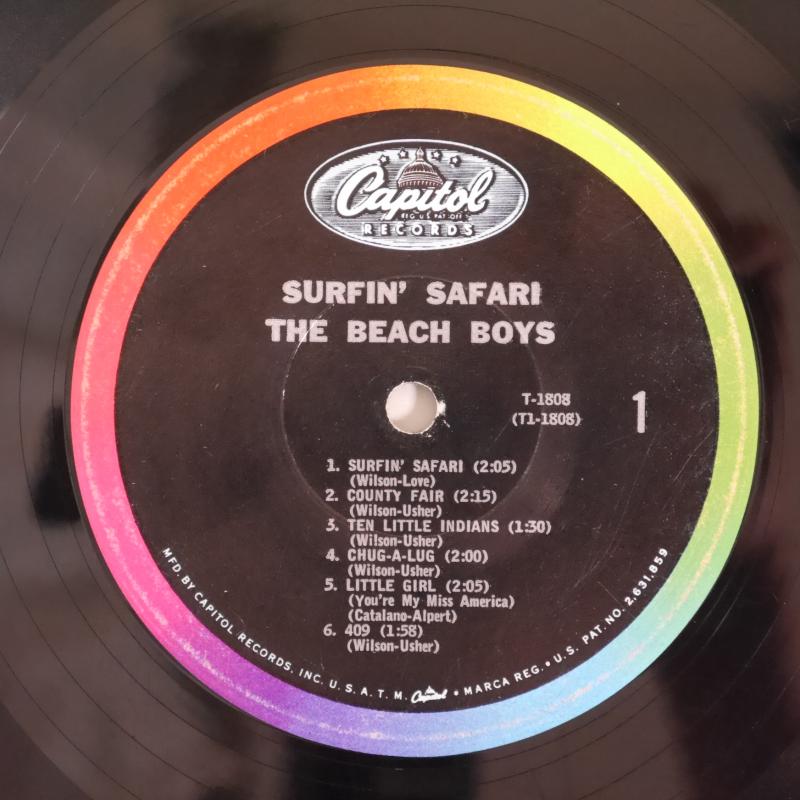 Capitol
REG. U.S. PAT. OFF.
RECORDS
SURFIN' SAFARI
THE BEACH BOYS
T-1808
(T1-1808)
1
1. SURFIN' SAFARI (2:05)
(Wilson-Love)
2. COUNTY FAIR (2:15)
(Wilson-Usher)
3. TEN LITTLE INDIANS (1:30)
(Wilson-Usher)
4. CHUG-A-LUG (2:00)
(Wilson-Usher)
5. LITTLE GIRL (2:05)
(You're My Miss America)
(Catalano-Alpert)
6. 409 (1:58)
(Wilson-Usher)
MFD. BY CAPITOL RECORDS, INC. U.S.A. T.M. Capitol • MARCA REG. • U.S. PAT. NO. 2,631,859